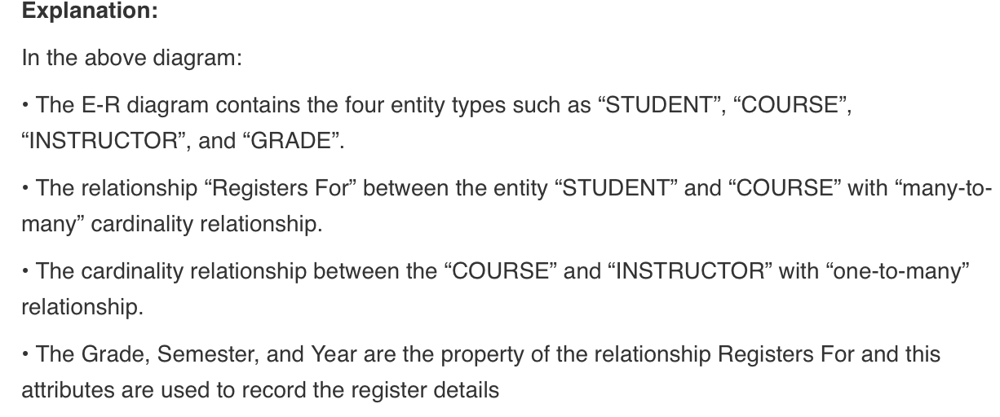 Explanation:
In the above diagram:
• The E-R diagram contains the four entity types such as “STUDENT”, “COURSE”,
“INSTRUCTOR”, and “GRADE”.
• The relationship “Registers For” between the entity “STUDENT” and “COURSE” with “many-to-
many” cardinality relationship.
• The cardinality relationship between the “COURSE” and “INSTRUCTOR” with “one-to-many”
relationship.
• The Grade, Semester, and Year are the property of the relationship Registers For and this
attributes are used to record the register details